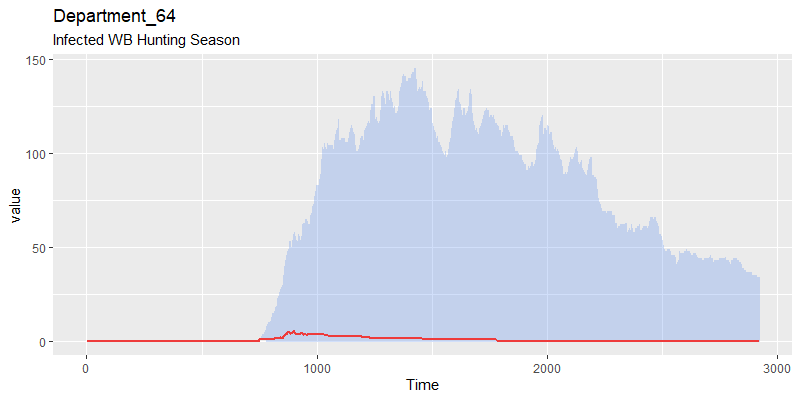 Department_64
Infected WB Hunting Season
150
100
50
0
value
0 1000 2000 3000
Time